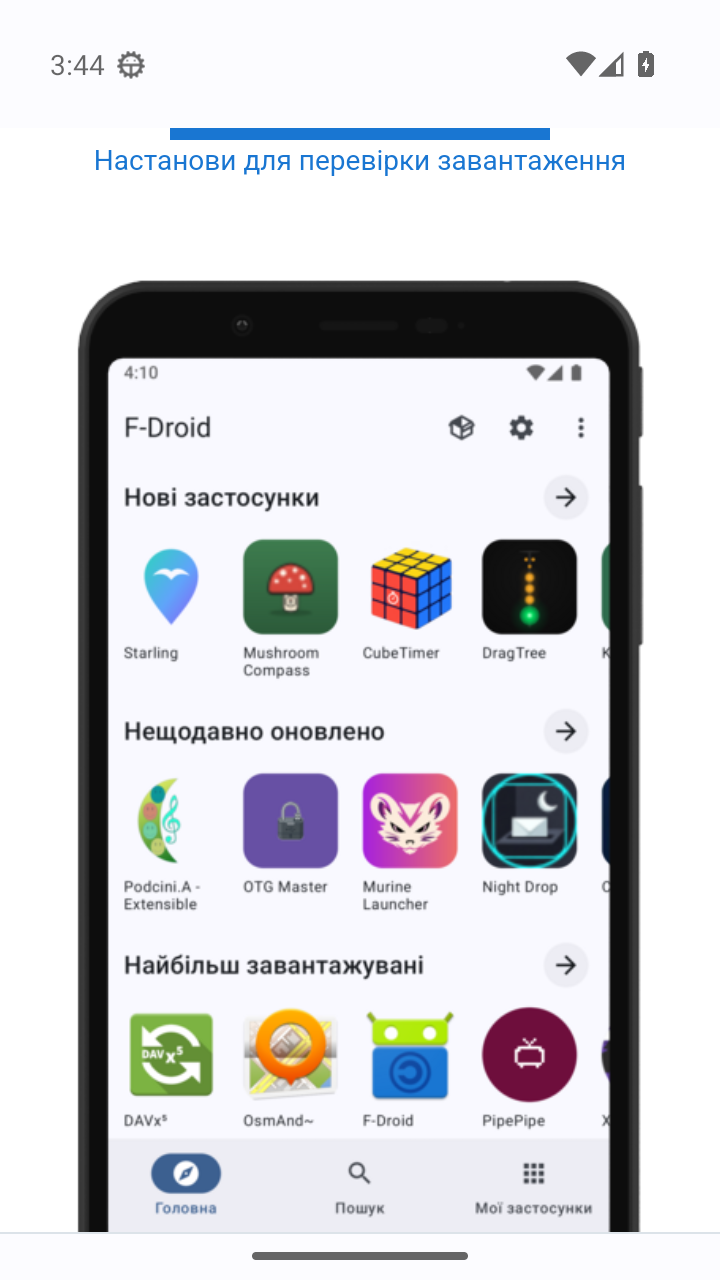 3:44
Настанови для перевірки завантаження
4:10
F-Droid
Нові застосунки
Starling
Mushroom
Compass
CubeTimer
DragTree
Нещодавно оновлено
Podcini.A -
Extensible
OTG Master
Murine
Launcher
Night Drop
Найбільш завантажувані
DAVx⁵
DAVx⁵
OsmAnd~
F-Droid
PipePipe
Головна
Пошук
Мої застосунки